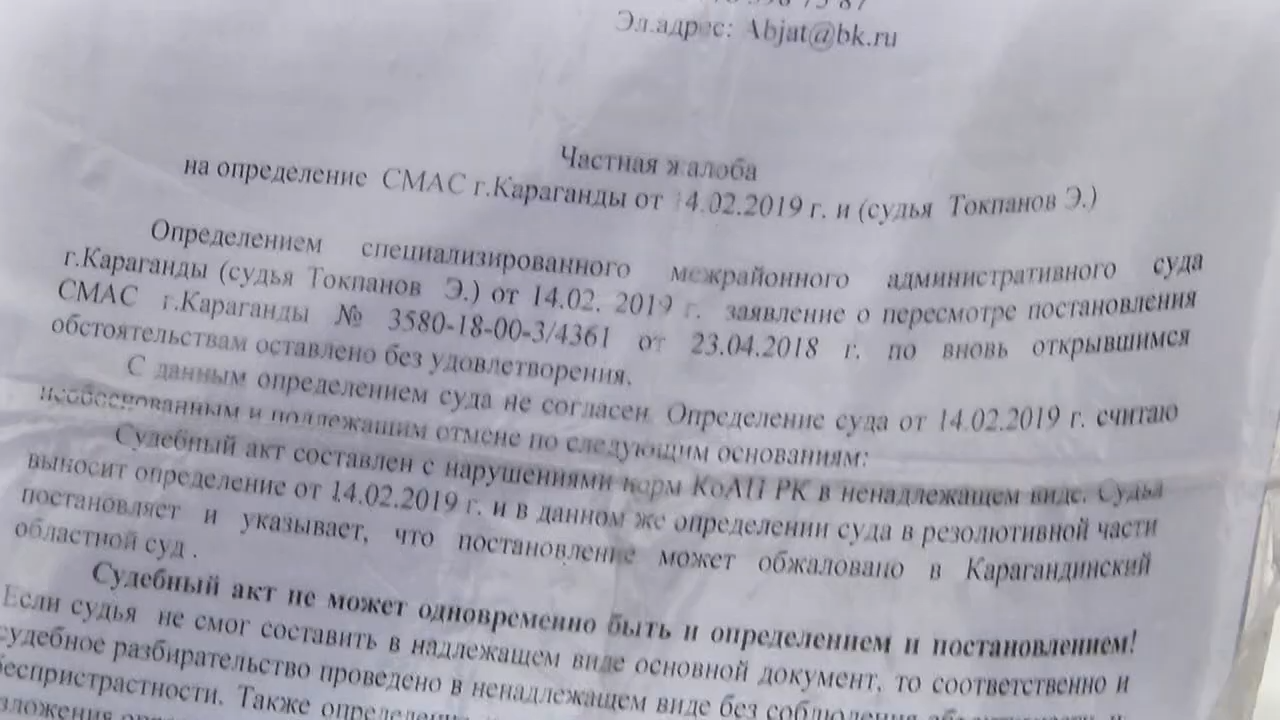 Эл.адрес: Abjat@bk.ru
Частная жалоба
на определение СМАС г.Караганды от 14.02.2019 г. и (судья Токпанов Э.)
Определением специализированного межрайонного административного суда
г.Караганды (судья Токпанов Э.) от 14.02. 2019 г. заявление о пересмотре постановления
СМАС г.Караганды № 3580-18-00-3/4361 от 23.04.2018 г. по вновь открывшимся
обстоятельствам оставлено без удовлетворения.
С данным определением суда не согласен. Определение суда от 14.02.2019 г. считаю
необоснованным и подлежащим отмене по следующим основаниям:
Судебный акт составлен с нарушениями норм КоАП РК в ненадлежащем виде. Судья
выносит определение от 14.02.2019 г. и в данном же определении суда в резолютивной части
постановляет и указывает, что постановление может обжаловано в Карагандинский
областной суд .
Судебный акт не может одновременно быть и определением и постановлением!
Если судья не смог составить в надлежащем виде основной документ, то соответственно и
судебное разбирательство проведено в ненадлежащем виде без
беспристрастности. Также